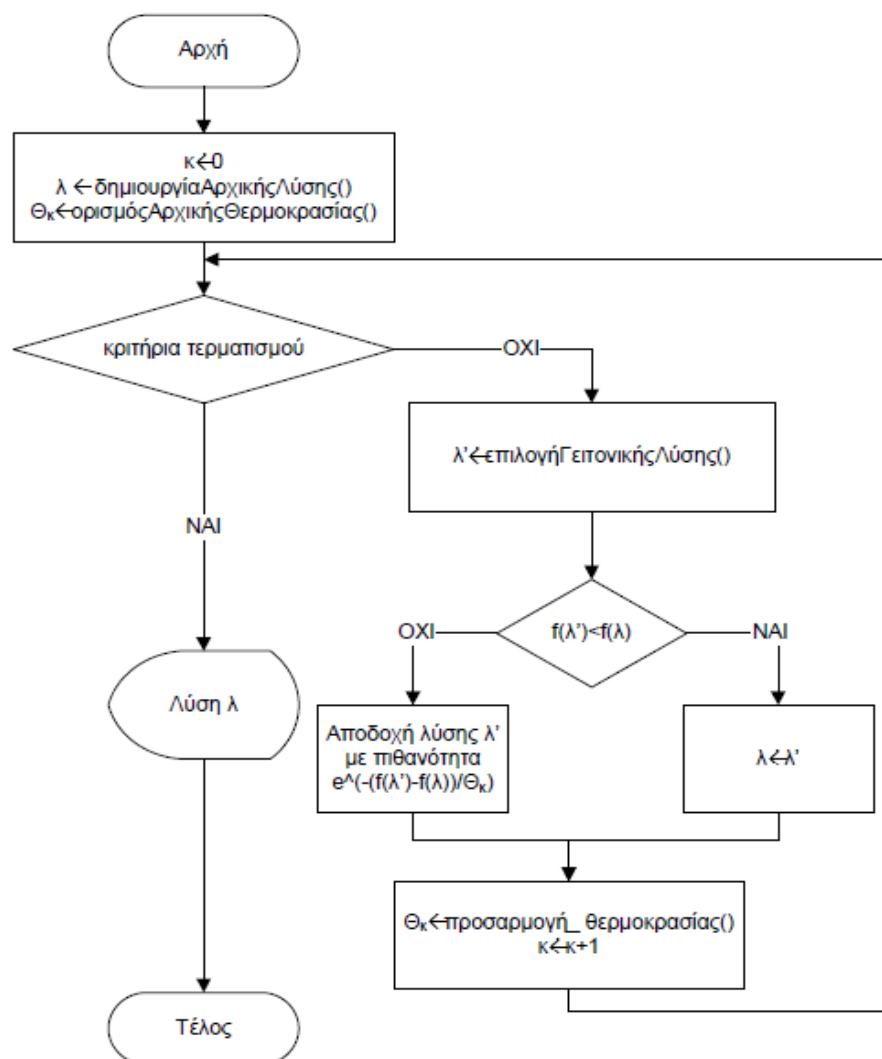 Αρχή
κ←0
λ ←δημιουργίαΑρχικήςΛύσης()
Θκ←ορισμόςΑρχικήςΘερμοκρασίας()
κριτήρια τερματισμού
ΟΧΙ
λ'←επιλογήΓειτονικήςΛύσης()
ΝΑΙ
f(λ')<f(λ)
ΟΧΙ
ΝΑΙ
Λύση λ
Αποδοχή λύσης λ'
με πιθανότητα
e^(-(f(λ')-f(λ))/Θκ)
λ←λ'
Θκ←προσαρμογή_ θερμοκρασίας()
κ←κ+1
Τέλος